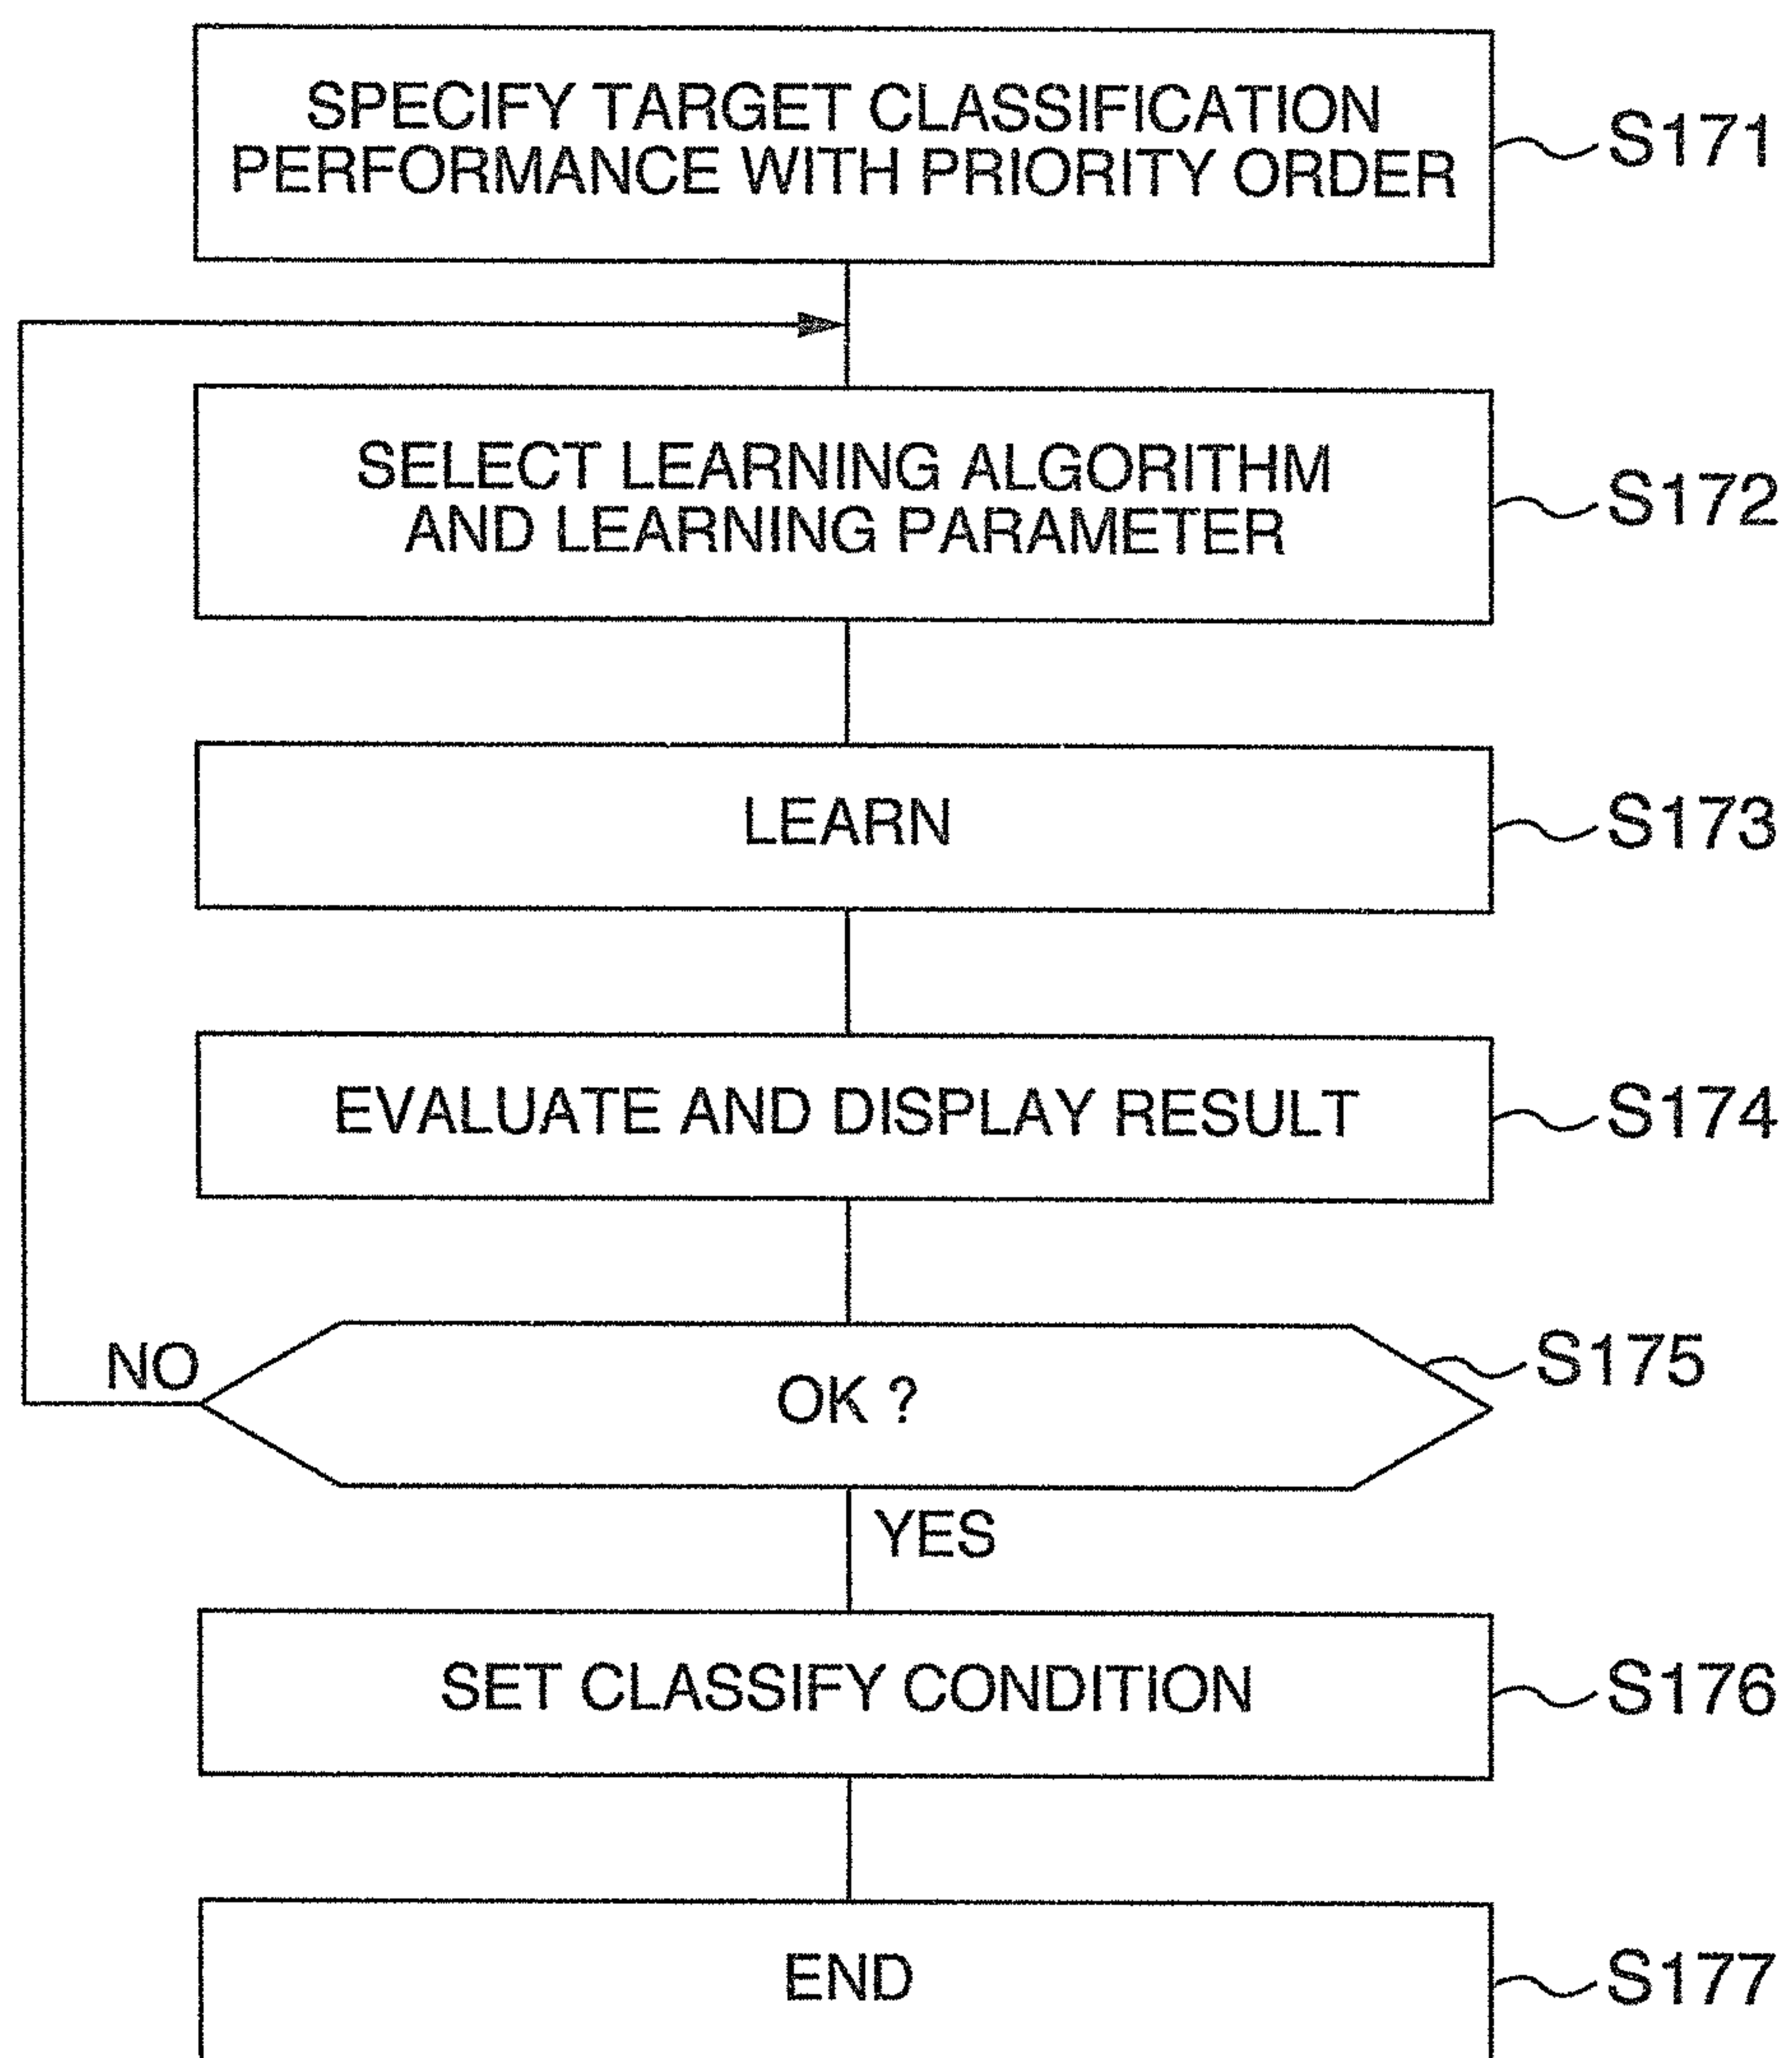 SPECIFY TARGET CLASSIFICATION
PERFORMANCE WITH PRIORITY ORDER
S171
SELECT LEARNING ALGORITHM
AND LEARNING PARAMETER
S172
LEARN
S173
EVALUATE AND DISPLAY RESULT
S174
NO
OK ?
S175
YES
SET CLASSIFY CONDITION
S176
END
S177